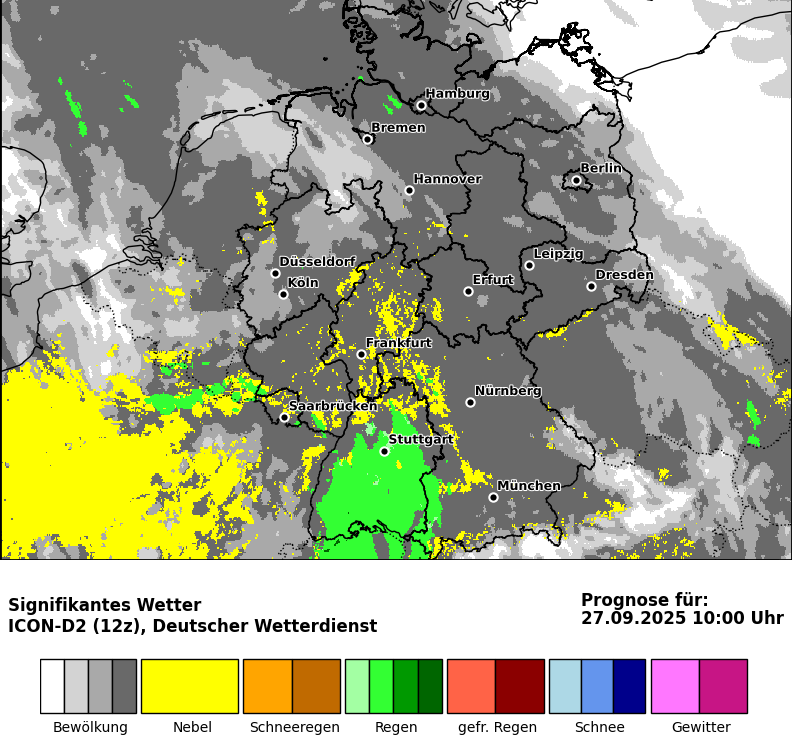 Hamburg
Bremen
Berlin
Hannover
Leipzig
Düsseldorf
Dresden
Köln
Erfurt
Frankfurt
Nürnberg
Saarbrücken
Stuttgart
München
Signifikantes Wetter
ICON-D2 (12z), Deutscher Wetterdienst
Prognose für:
27.09.2025 10:00 Uhr
Bewölkung Nebel Schneeregen Regen gefr. Regen Schnee Gewitter